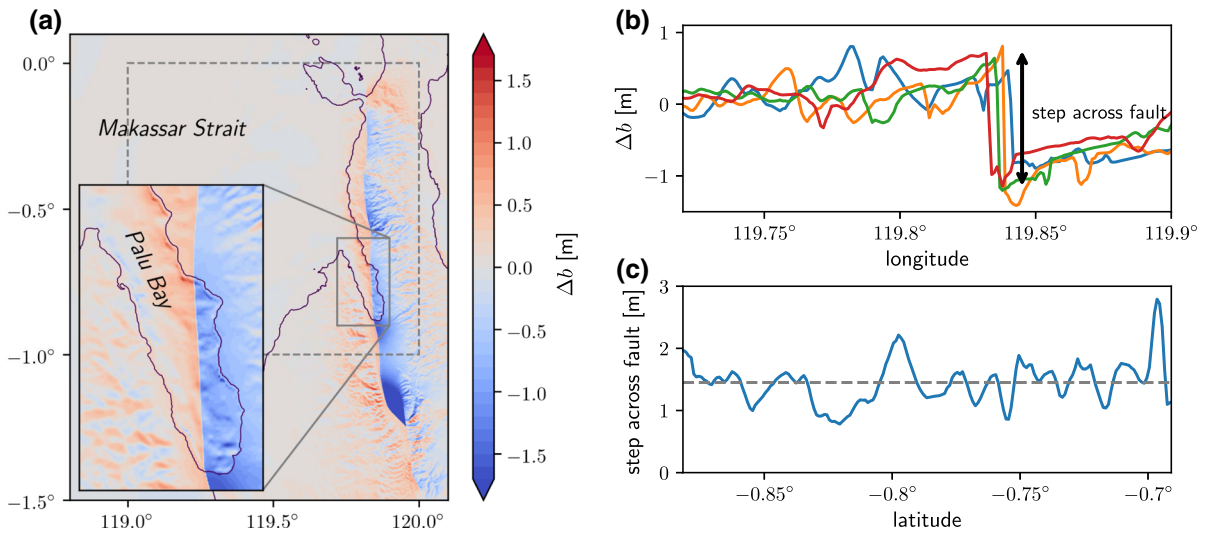 (a)
0.0°
−0.5°
−1.0°
−1.5°
119.0°
119.5°
120.0°
Makassar Strait
Palu Bay
1.5
1.0
0.5
0.0
−0.5
−1.0
−1.5
Δb [m]
(b)
1
0
−1
Δb [m]
step across fault
119.75°
119.8°
119.85°
119.9°
longitude
(c)
3
2
1
0
step across fault [m]
−0.85°
−0.8°
−0.75°
−0.7°
latitude